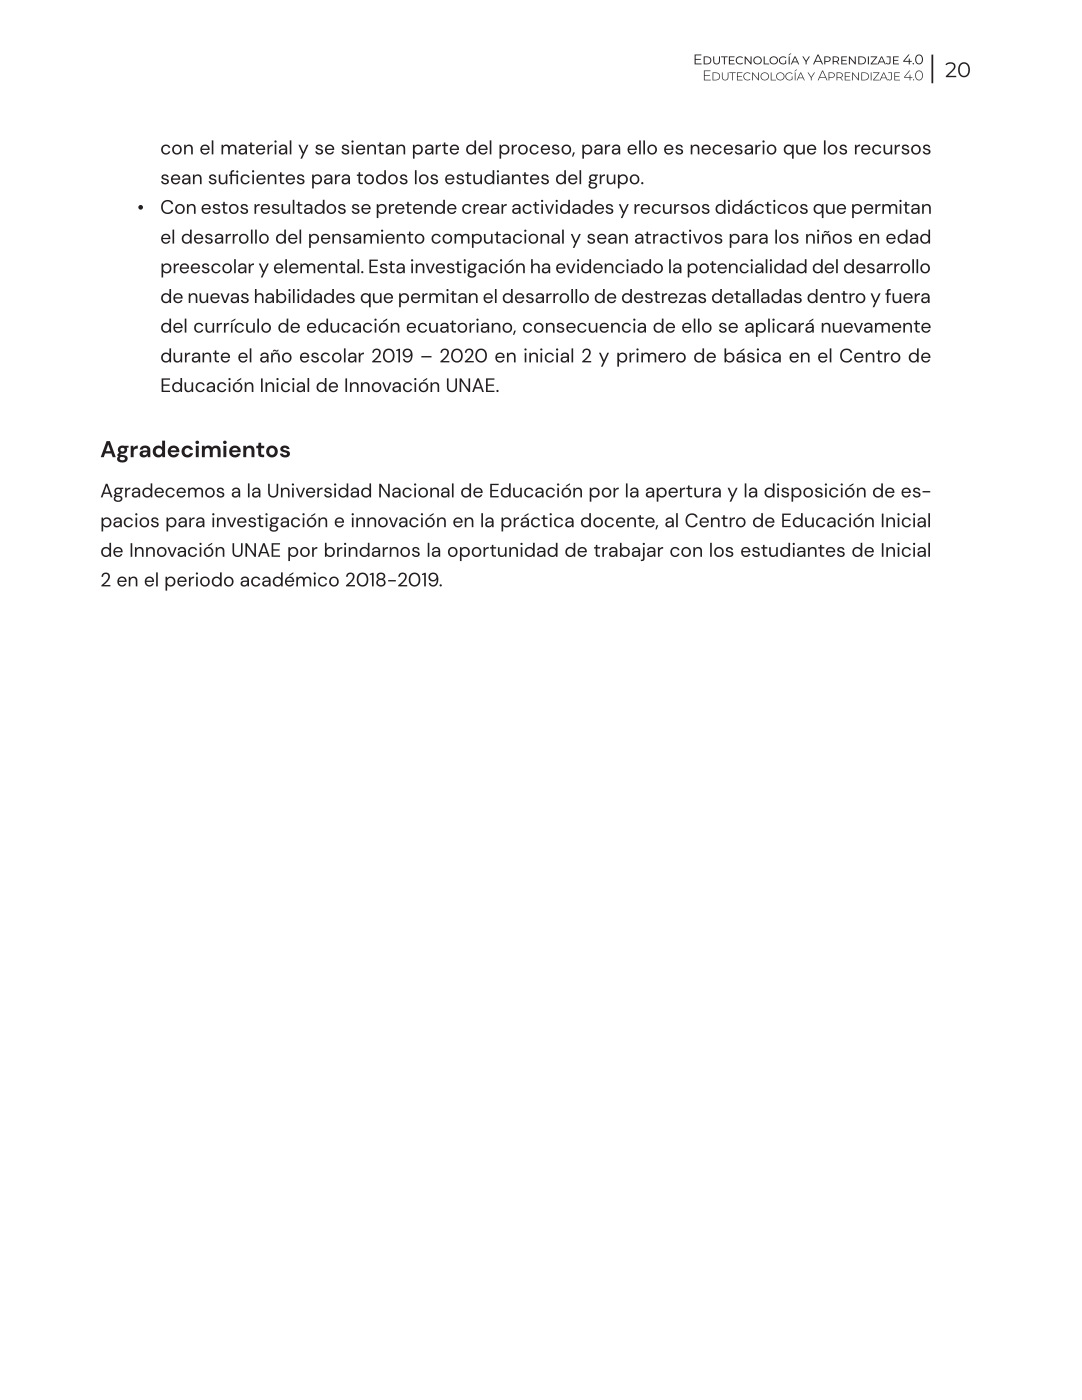 Edutecnología y Aprendizaje 4.0
Edutecnología y Aprendizaje 4.0
20
con el material y se sientan parte del proceso, para ello es necesario que los recursos
sean suficientes para todos los estudiantes del grupo.
• Con estos resultados se pretende crear actividades y recursos didácticos que permitan
el desarrollo del pensamiento computacional y sean atractivos para los niños en edad
preescolar y elemental. Esta investigación ha evidenciado la potencialidad del desarrollo
de nuevas habilidades que permitan el desarrollo de destrezas detalladas dentro y fuera
del currículo de educación ecuatoriano, consecuencia de ello se aplicará nuevamente
durante el año escolar 2019 – 2020 en inicial 2 y primero de básica en el Centro de
Educación Inicial de Innovación UNAE.
Agradecimientos
Agradecemos a la Universidad Nacional de Educación por la apertura y la disposición de es-
pacios para investigación e innovación en la práctica docente, al Centro de Educación Inicial
de Innovación UNAE por brindarnos la oportunidad de trabajar con los estudiantes de Inicial
2 en el periodo académico 2018-2019.